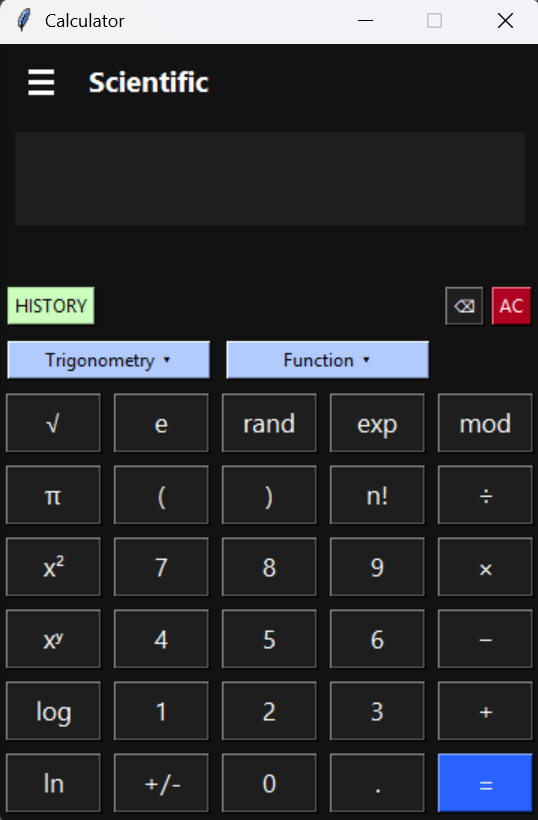 Calculator
☰ Scientific
HISTORY ⌫ AC
Trigonometry ▾ Function ▾
√ e rand exp mod
π ( ) n! ÷
x² 7 8 9 ×
xʸ 4 5 6 −
log 1 2 3 +
ln +/- 0 . =